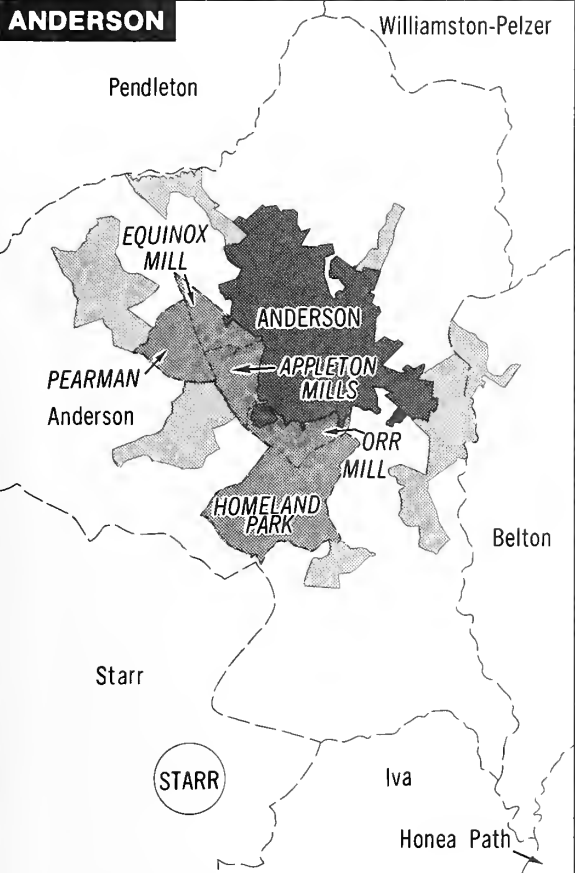 ANDERSON
Williamston-Pelzer
Pendleton
EQUINOX
MILL
ANDERSON
APPLETON
MILLS
PEARMAN
Anderson
ORR
MILL
HOMELAND
PARK
Belton
Starr
STARR
Iva
Honea Path